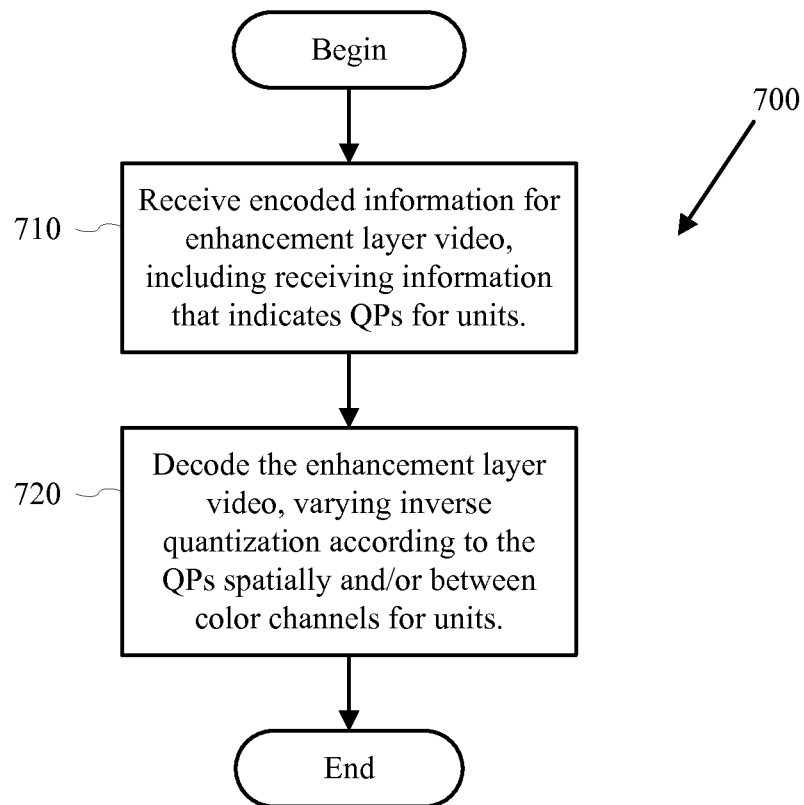 Begin
700
710
Receive encoded information for
enhancement layer video,
including receiving information
that indicates QPs for units.
720
Decode the enhancement layer
video, varying inverse
quantization according to the
QPs spatially and/or between
color channels for units.
End